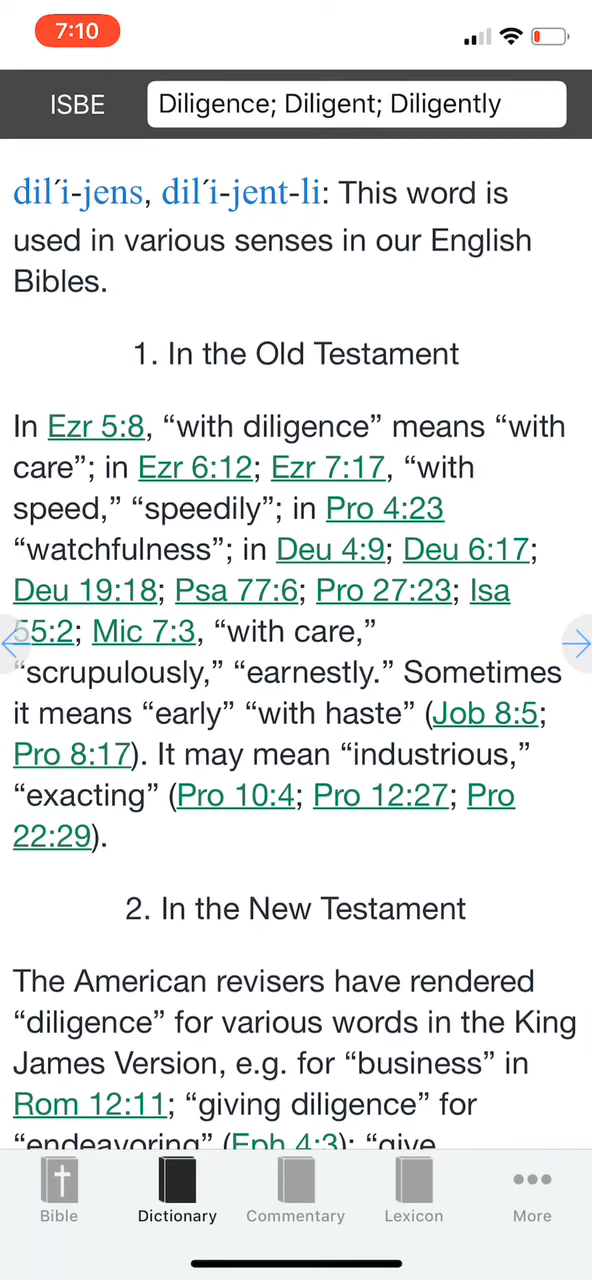 7:10
ISBE
Diligence; Diligent; Diligently
dil´i-jens, dil´i-jent-li: This word is
used in various senses in our English
Bibles.
1. In the Old Testament
In Ezr 5:8, “with diligence” means “with
care”; in Ezr 6:12; Ezr 7:17, “with
speed,” “speedily”; in Pro 4:23
“watchfulness”; in Deu 4:9; Deu 6:17;
Deu 19:18; Psa 77:6; Pro 27:23; Isa
55:2; Mic 7:3, “with care,”
“scrupulously,” “earnestly.” Sometimes
it means “early” “with haste” (Job 8:5;
Pro 8:17). It may mean “industrious,”
“exacting” (Pro 10:4; Pro 12:27; Pro
22:29).
2. In the New Testament
The American revisers have rendered
“diligence” for various words in the King
James Version, e.g. for “business” in
Rom 12:11; “giving diligence” for
“endeavoring” (Eph 4:3); “give
Bible
Dictionary
Commentary
Lexicon
More